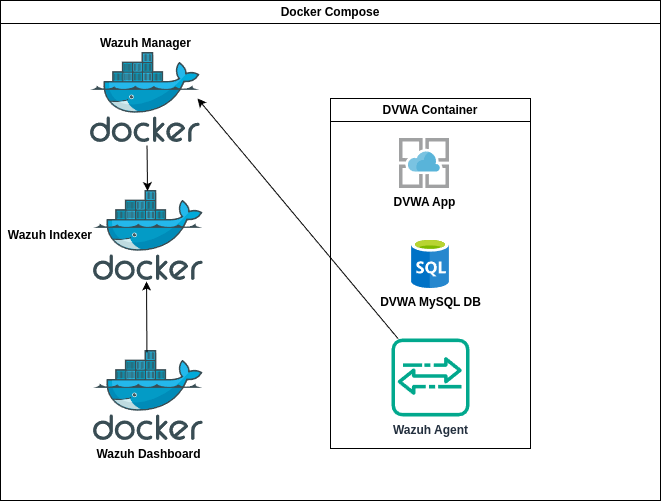 Docker Compose
Wazuh Manager
docker
Wazuh Indexer
docker
docker
Wazuh Dashboard
DVWA Container
DVWA App
SQL
DVWA MySQL DB
Wazuh Agent